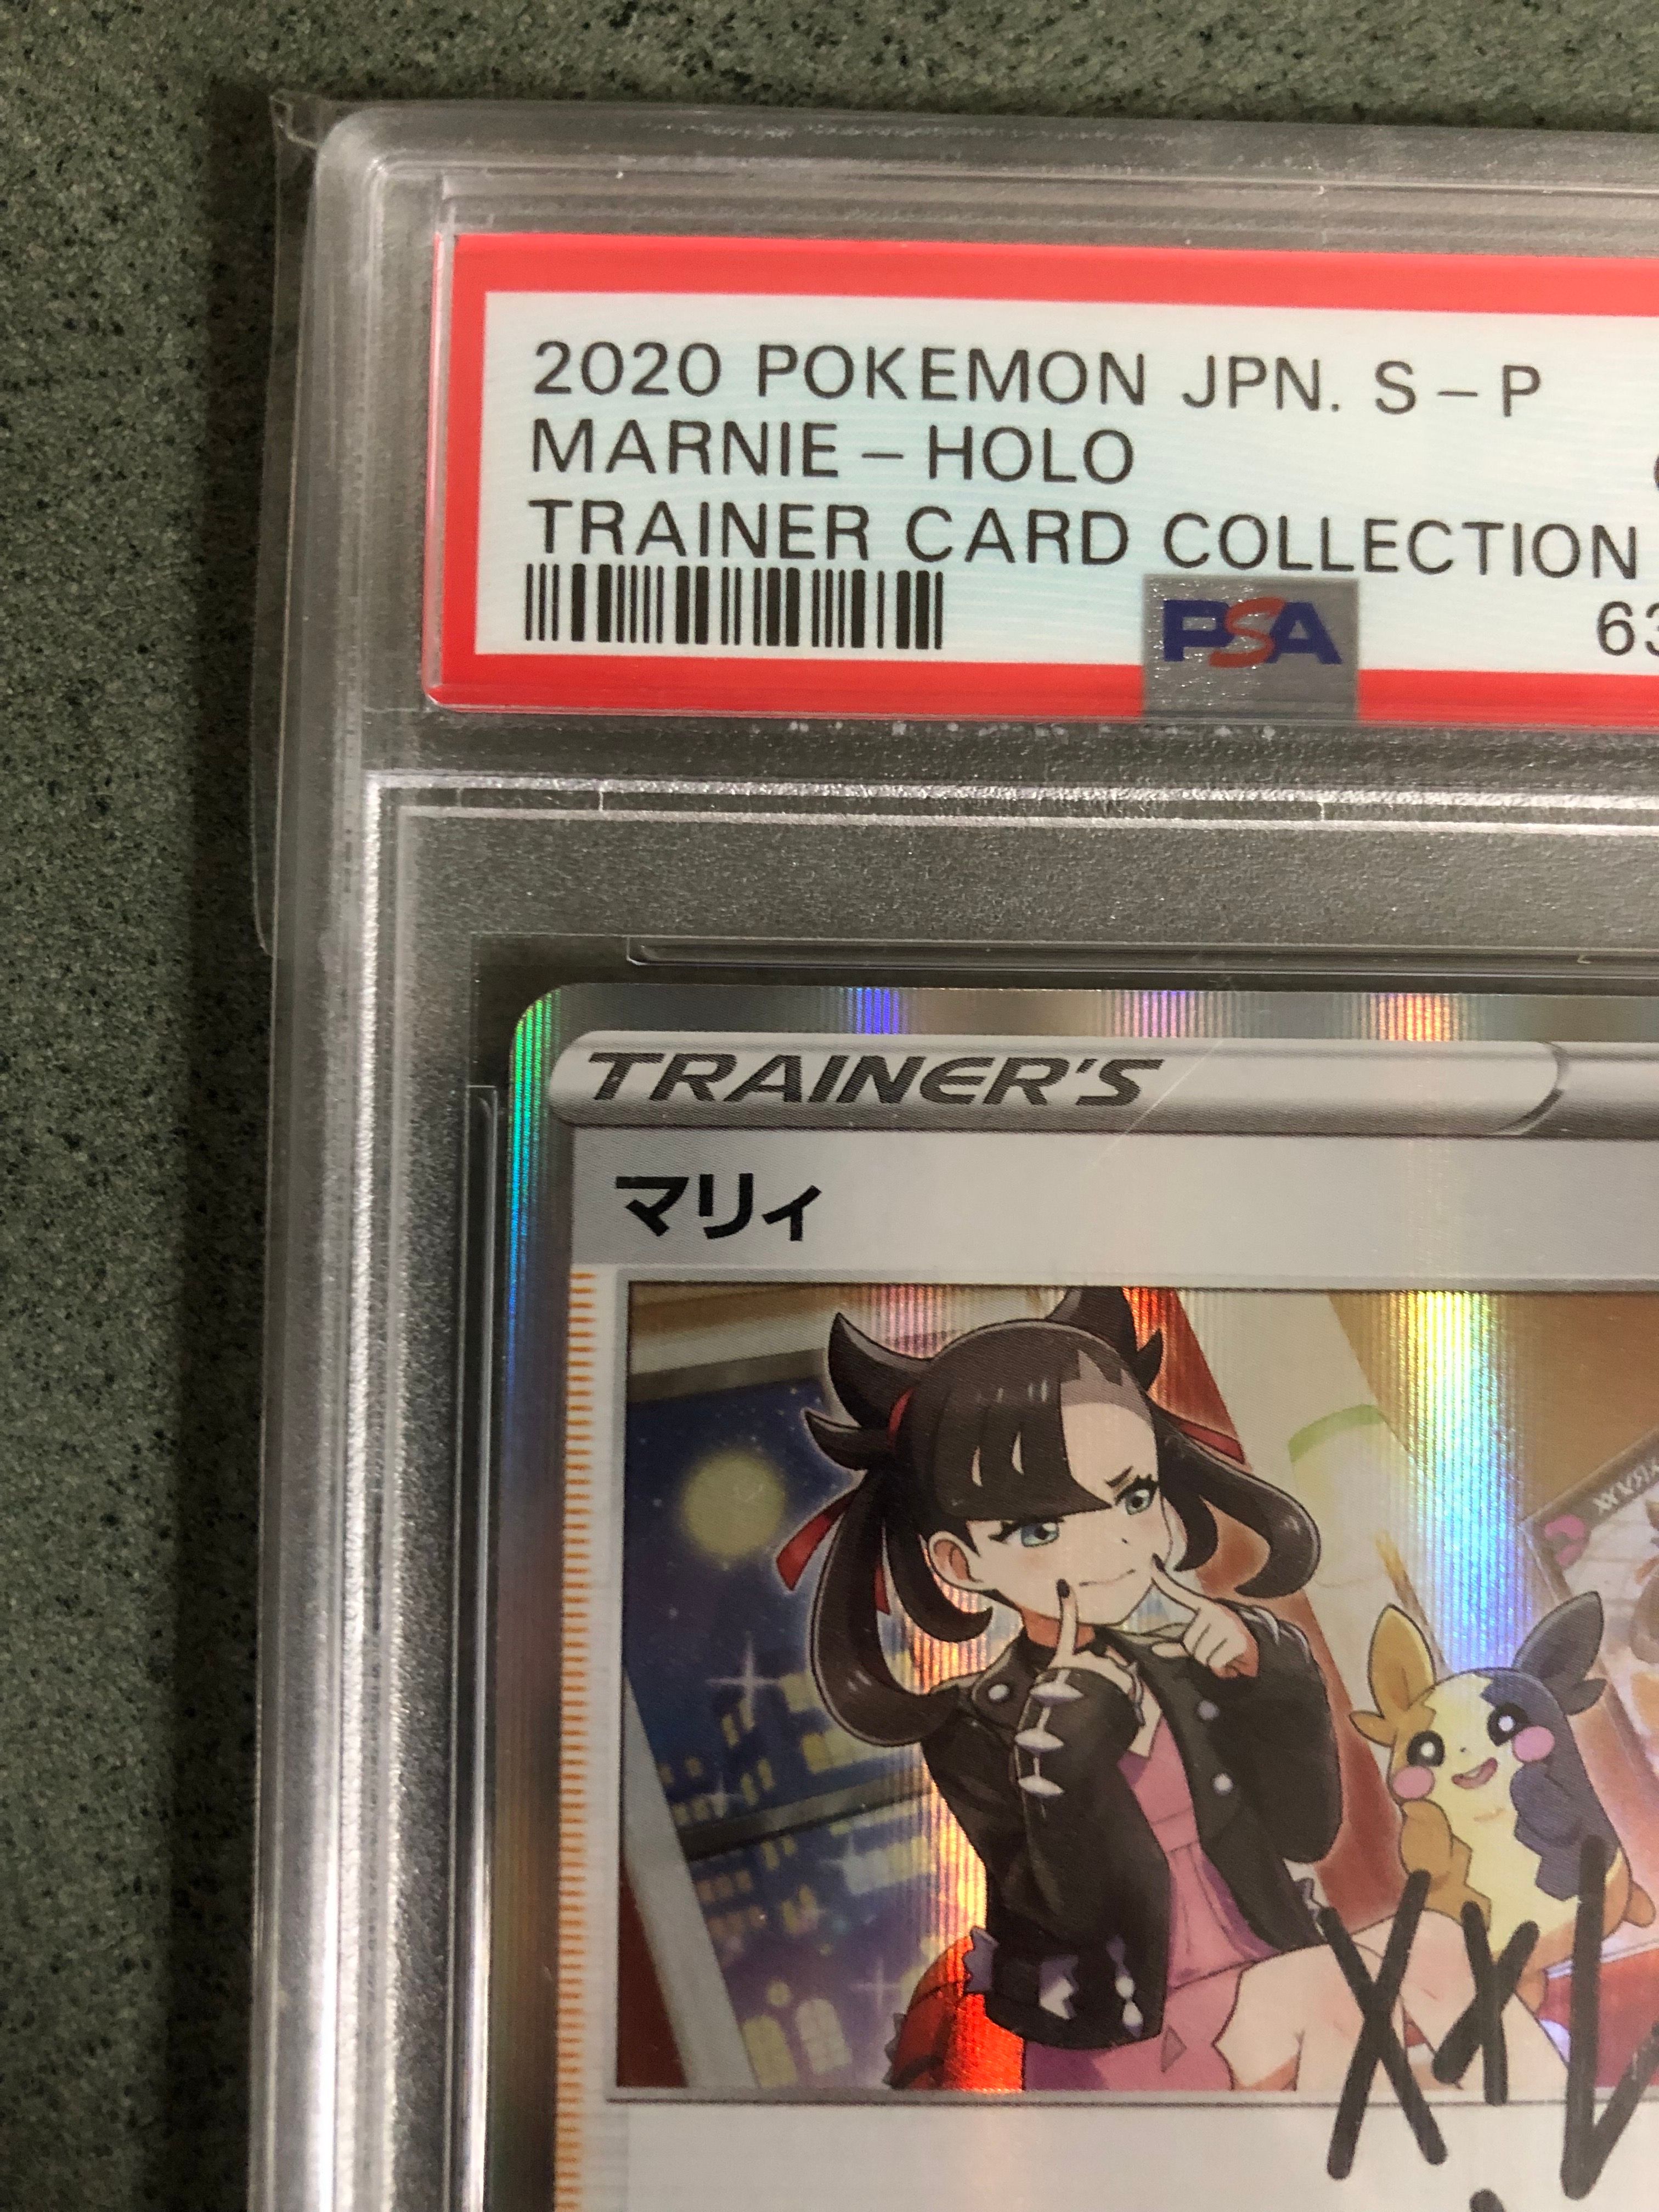 2020 POKEMON JPN. S-P
MARNIE-HOLO
TRAINER CARD COLLECTION
PSA
63
TRAINER'S
マリィ